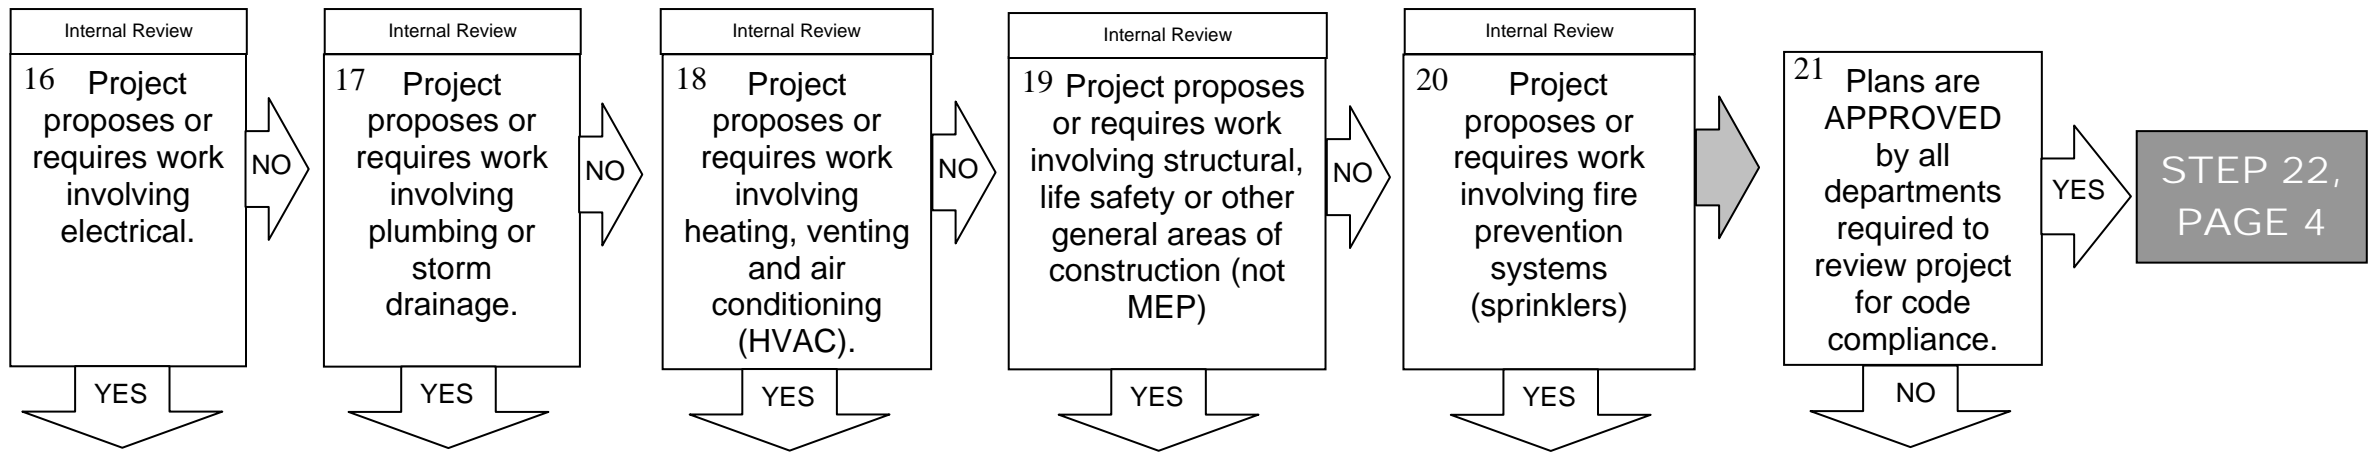 Internal Review
16 Project
proposes or
requires work
involving
electrical.
YES
NO
Internal Review
17 Project
proposes or
requires work
involving
plumbing or
storm
drainage.
YES
NO
Internal Review
18 Project
proposes or
requires work
involving
heating, venting
and air
conditioning
(HVAC).
YES
NO
Internal Review
19 Project proposes
or requires work
involving structural,
life safety or other
general areas of
construction (not
MEP)
YES
NO
Internal Review
20 Project
proposes or
requires work
involving fire
prevention
systems
(sprinklers)
YES
21 Plans are
APPROVED
by all
departments
required to
review project
for code
compliance.
NO
YES
STEP 22,
PAGE 4